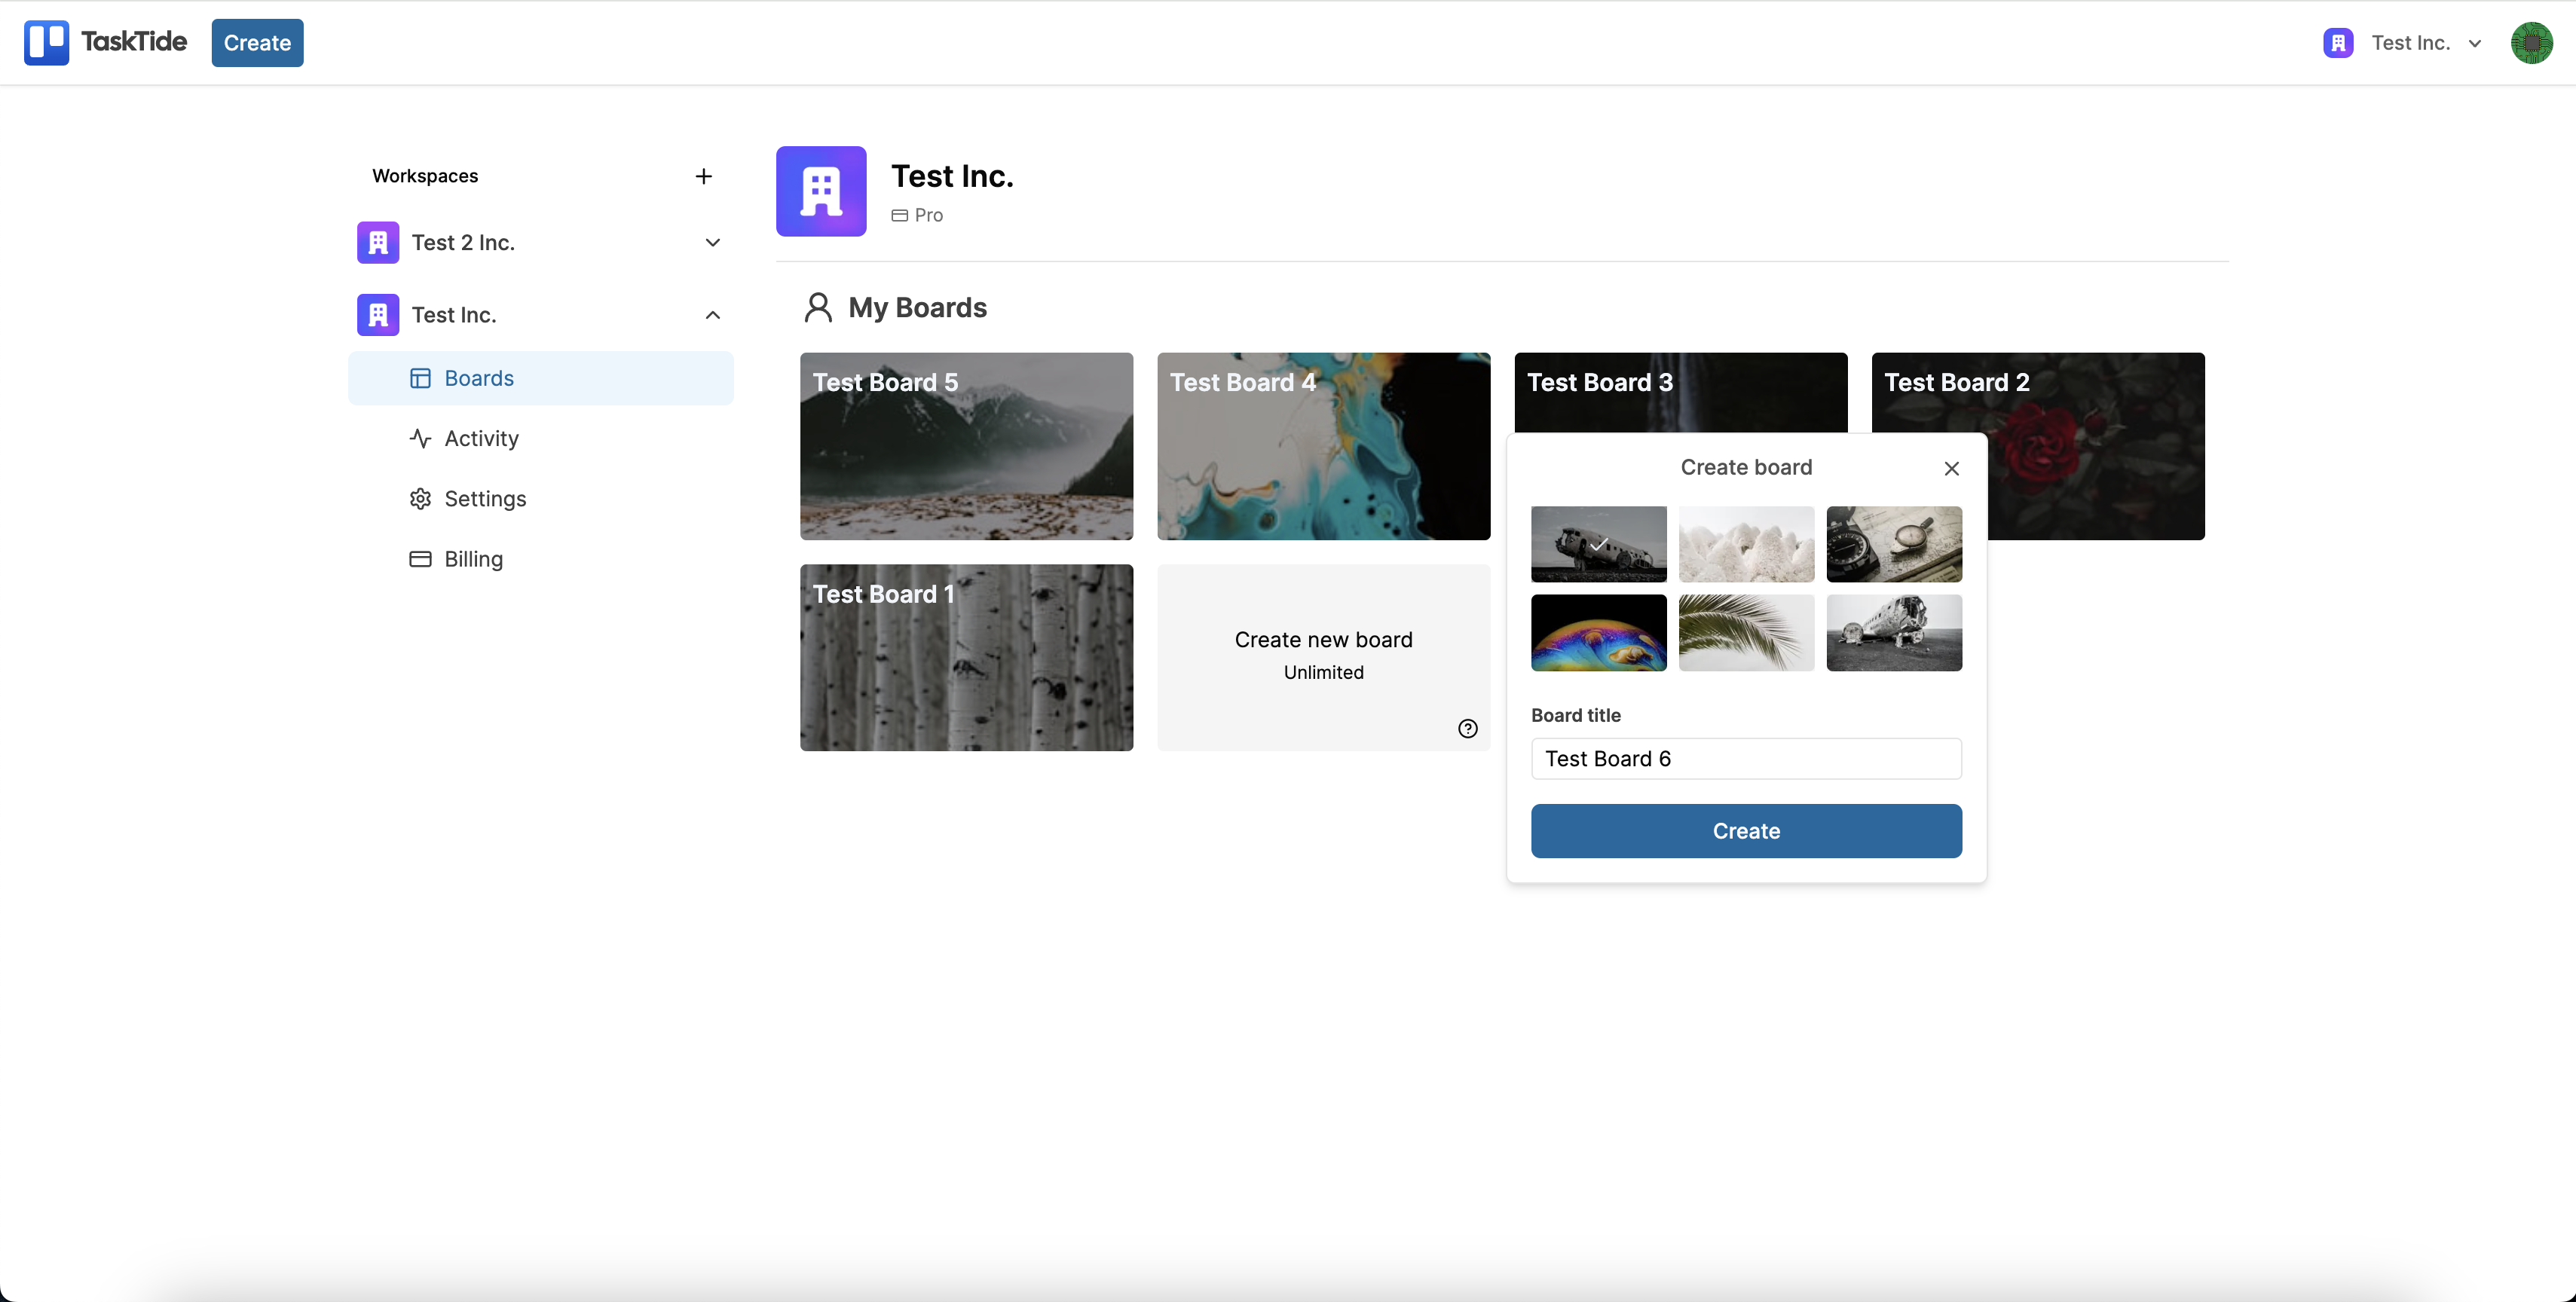 TaskTide
Create
Test Inc.
Workspaces
Test 2 Inc.
Test Inc.
Boards
Activity
Settings
Billing
Test Inc.
Pro
My Boards
Test Board 5
Test Board 4
Test Board 3
Test Board 2
Test Board 1
Create new board
Unlimited
Create board
Board title
Test Board 6
Create